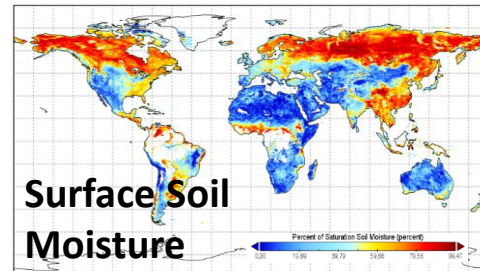 Surface Soil
Moisture
Percent of Saturation Soil Moisture (percent)
0,00 19,89 39,79 59,68 79,58 99,47